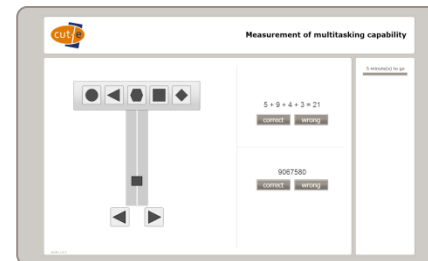 cut-e
Measurement of multitasking capability
5 minute(s) to go
5 + 9 + 4 + 3 = 21
correct wrong
9067580
correct wrong